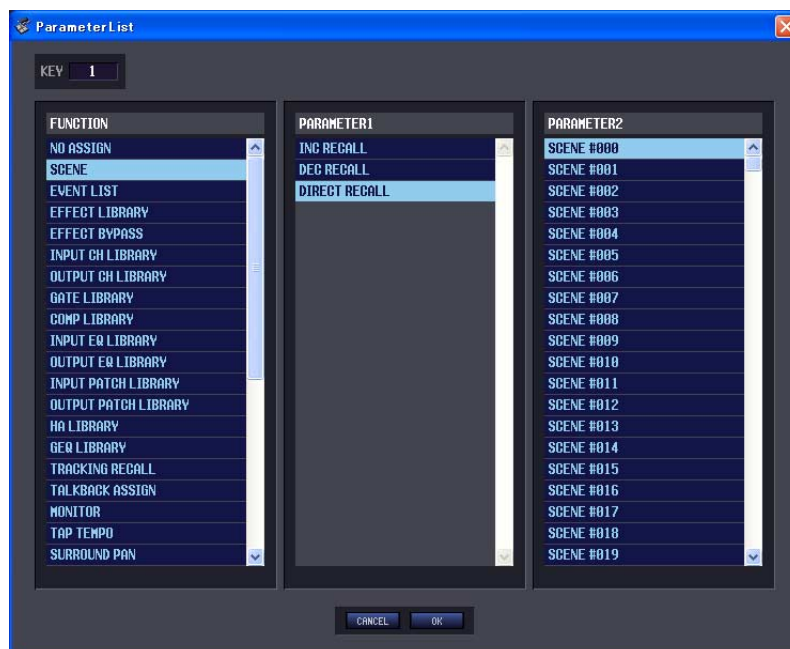 ParameterList
KEY 1
FUNCTION
NO ASSIGN
SCENE
EVENT LIST
EFFECT LIBRARY
EFFECT BYPASS
INPUT CH LIBRARY
OUTPUT CH LIBRARY
GATE LIBRARY
COMP LIBRARY
INPUT EQ LIBRARY
OUTPUT EQ LIBRARY
INPUT PATCH LIBRARY
OUTPUT PATCH LIBRARY
HA LIBRARY
GEQ LIBRARY
TRACKING RECALL
TALKBACK ASSIGN
MONITOR
TAP TEMPO
SURROUND PAN
PARAMETER1
INC RECALL
DEC RECALL
DIRECT RECALL
PARAMETER2
SCENE #000
SCENE #001
SCENE #002
SCENE #003
SCENE #004
SCENE #005
SCENE #006
SCENE #007
SCENE #008
SCENE #009
SCENE #010
SCENE #011
SCENE #012
SCENE #013
SCENE #014
SCENE #015
SCENE #016
SCENE #017
SCENE #018
SCENE #019
CANCEL OK